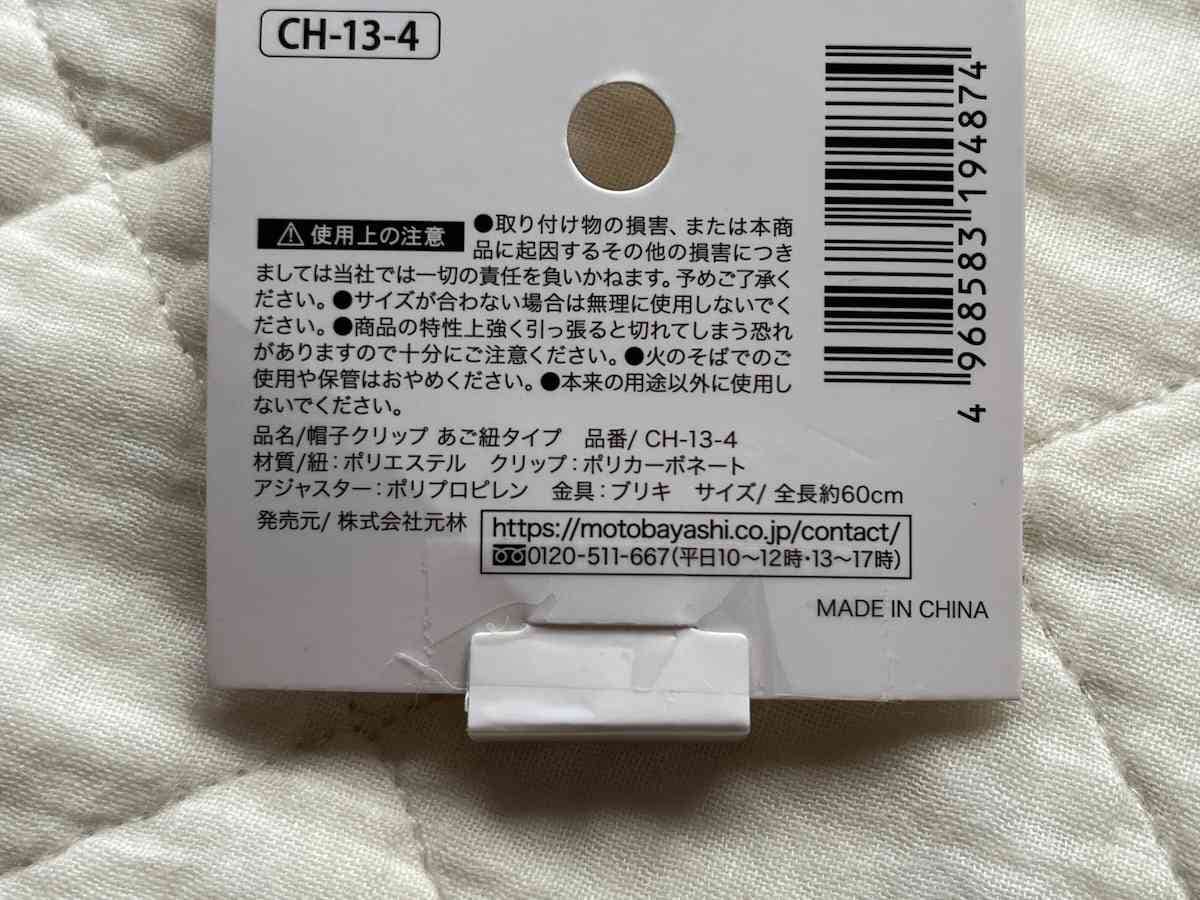 CH-13-4
⚠使用上の注意 ●取り付け物の損害、または本商
品に起因するその他の損害につき
ましては当社では一切の責任を負いかねます。予めご了承く
ださい。●サイズが合わない場合は無理に使用しないでく
ださい。●商品の特性上強く引っ張ると切れてしまう恐れ
がありますので十分にご注意ください。●火のそばでのご
使用や保管はおやめください。●本来の用途以外に使用し
ないでください。
品名/帽子クリップ あご紐タイプ 品番/ CH-13-4
材質/紐:ポリエステル クリップ:ポリカーボネート
アジャスター:ポリプロピレン 金具:ブリキ サイズ/ 全長約60cm
発売元/ 株式会社元林
https://motobayashi.co.jp/contact/
0120-511-667(平日10〜12時・13〜17時)
MADE IN CHINA
4 968583 194874